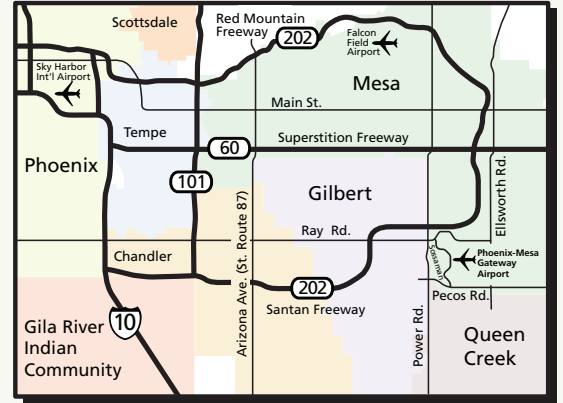 Scottsdale
Red Mountain
Freeway
202
Falcon
Field
Airport
Sky Harbor
Int'l Airport
Mesa
Main St.
Tempe
Superstition Freeway
60
Phoenix
101
Gilbert
Ellsworth Rd.
Arizona Ave. (St. Route 87)
Ray Rd.
Chandler
Sossaman
Phoenix-Mesa
Gateway
Airport
202
Pecos Rd.
Santan Freeway
10
Gila River
Indian
Community
Power Rd.
Queen
Creek